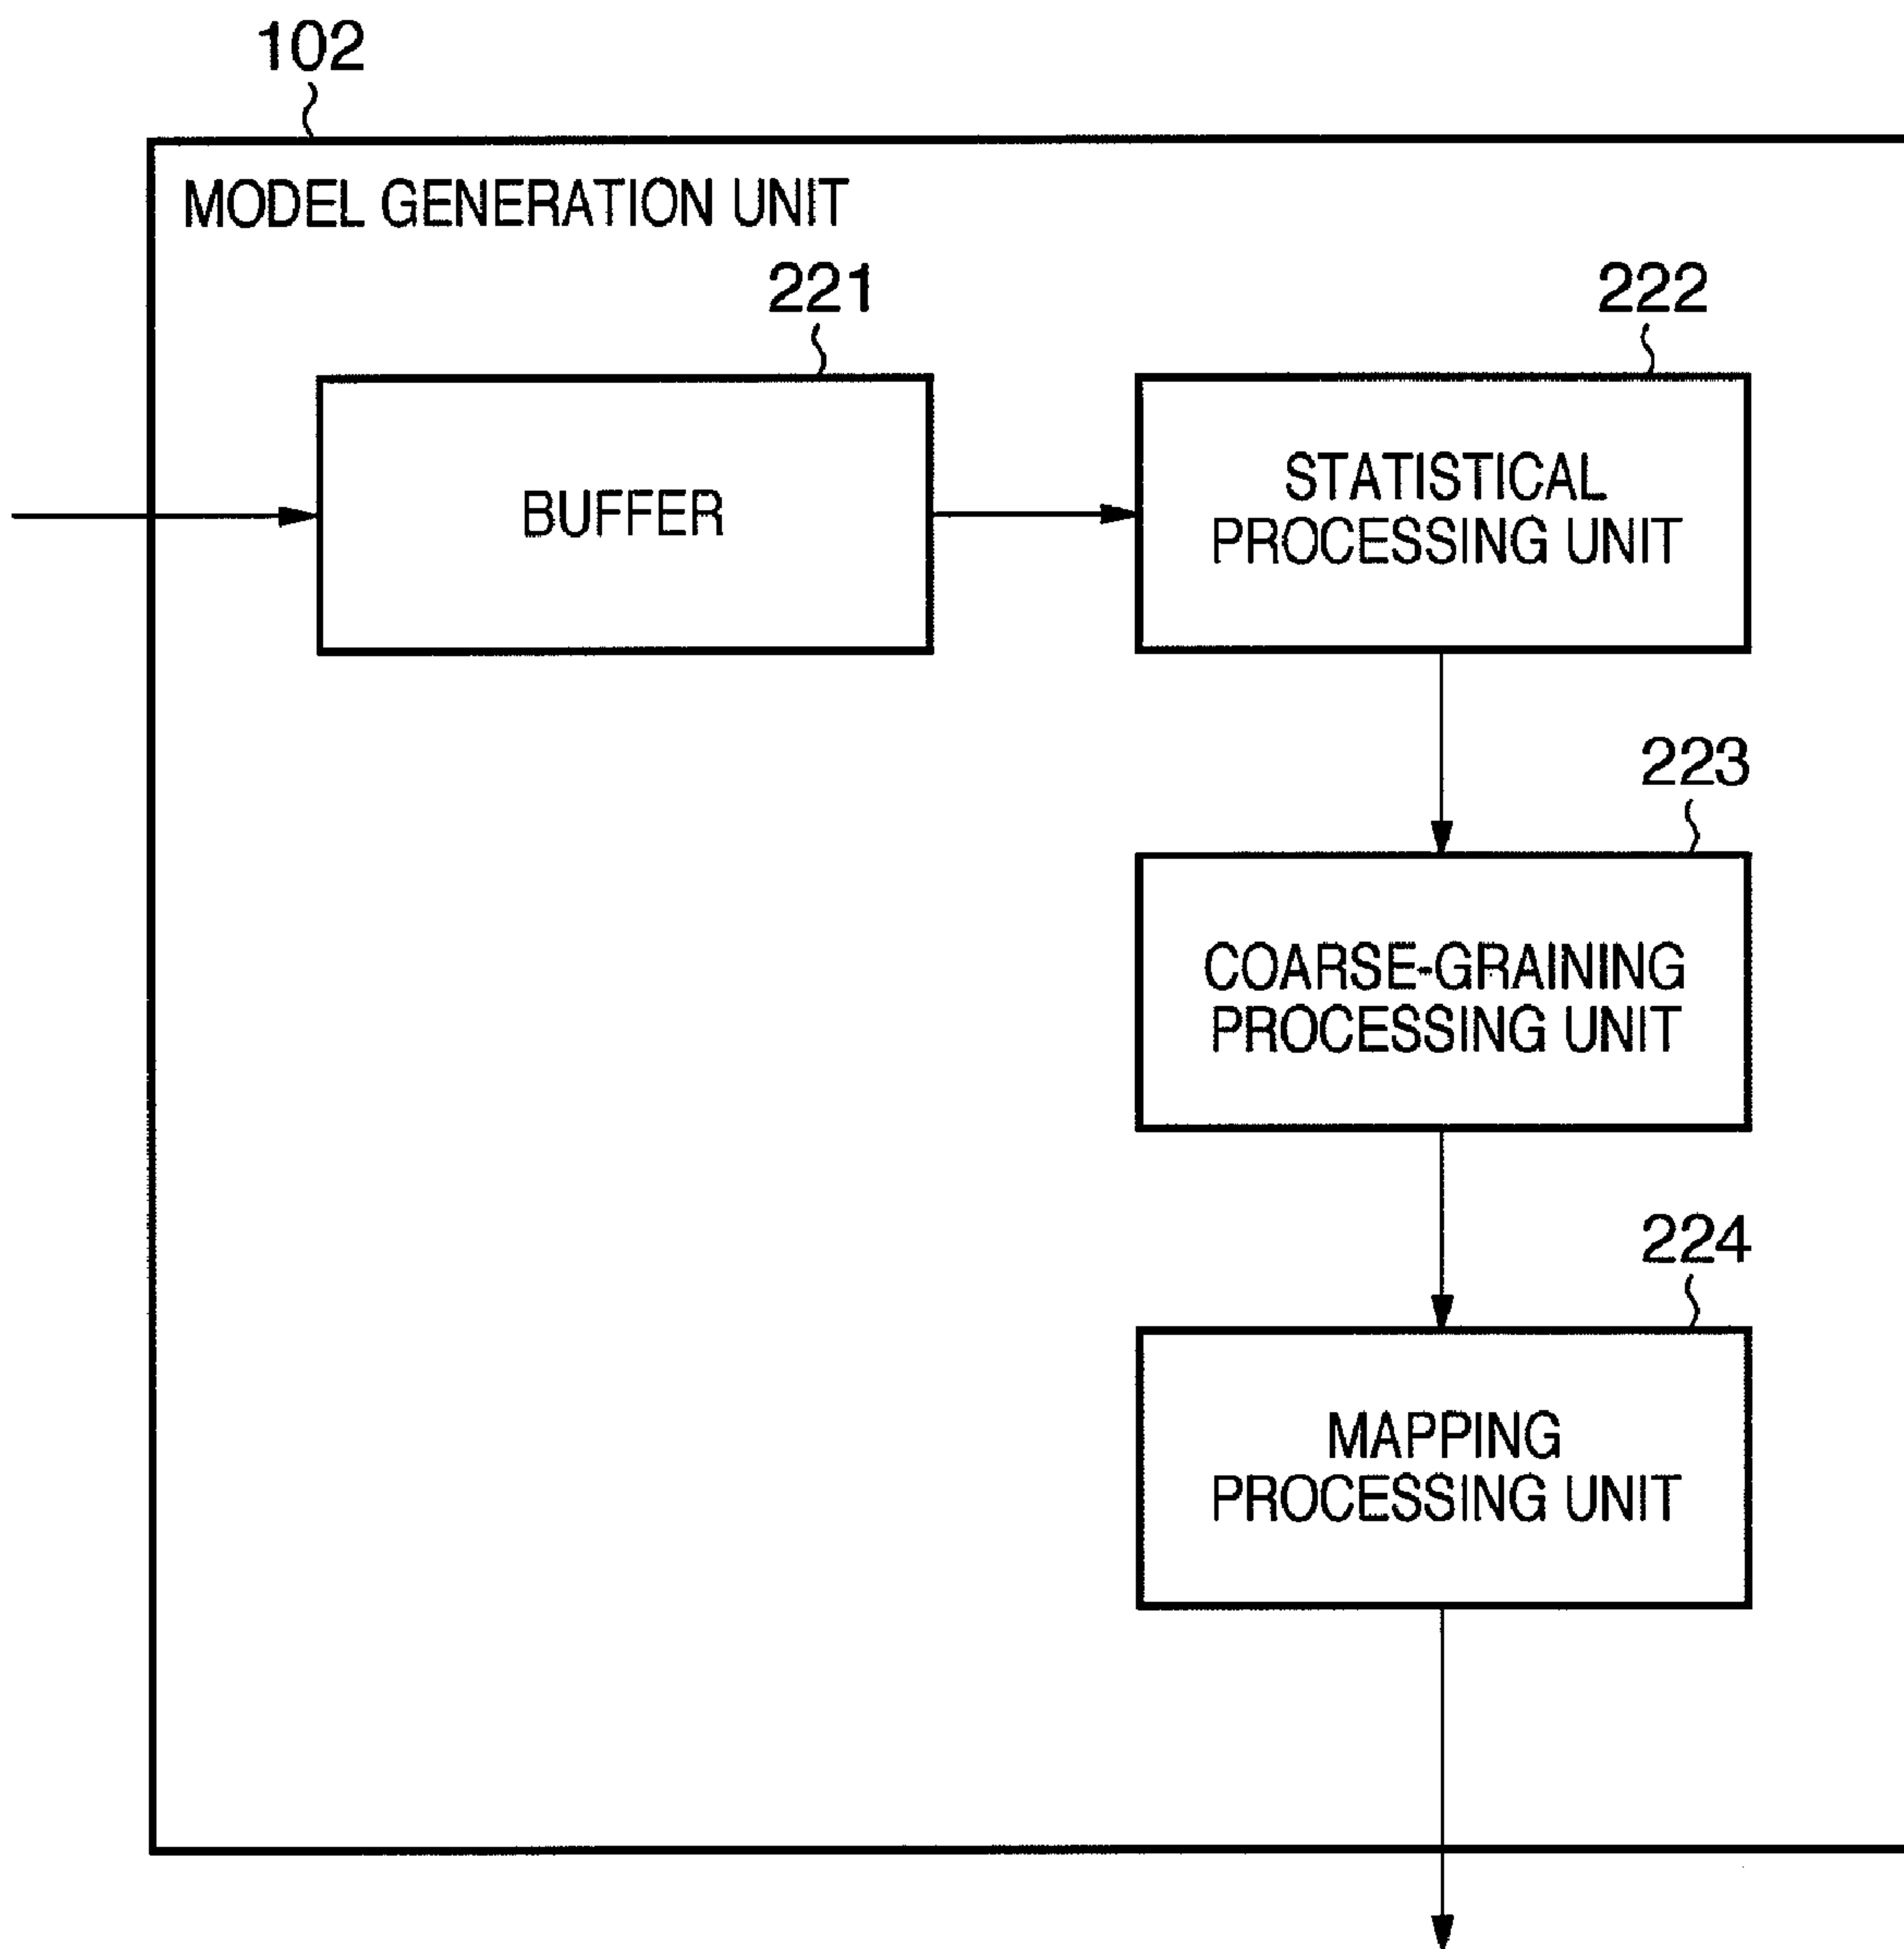 102
MODEL GENERATION UNIT
221
222
BUFFER
STATISTICAL
PROCESSING UNIT
223
COARSE-GRAINING
PROCESSING UNIT
224
MAPPING
PROCESSING UNIT